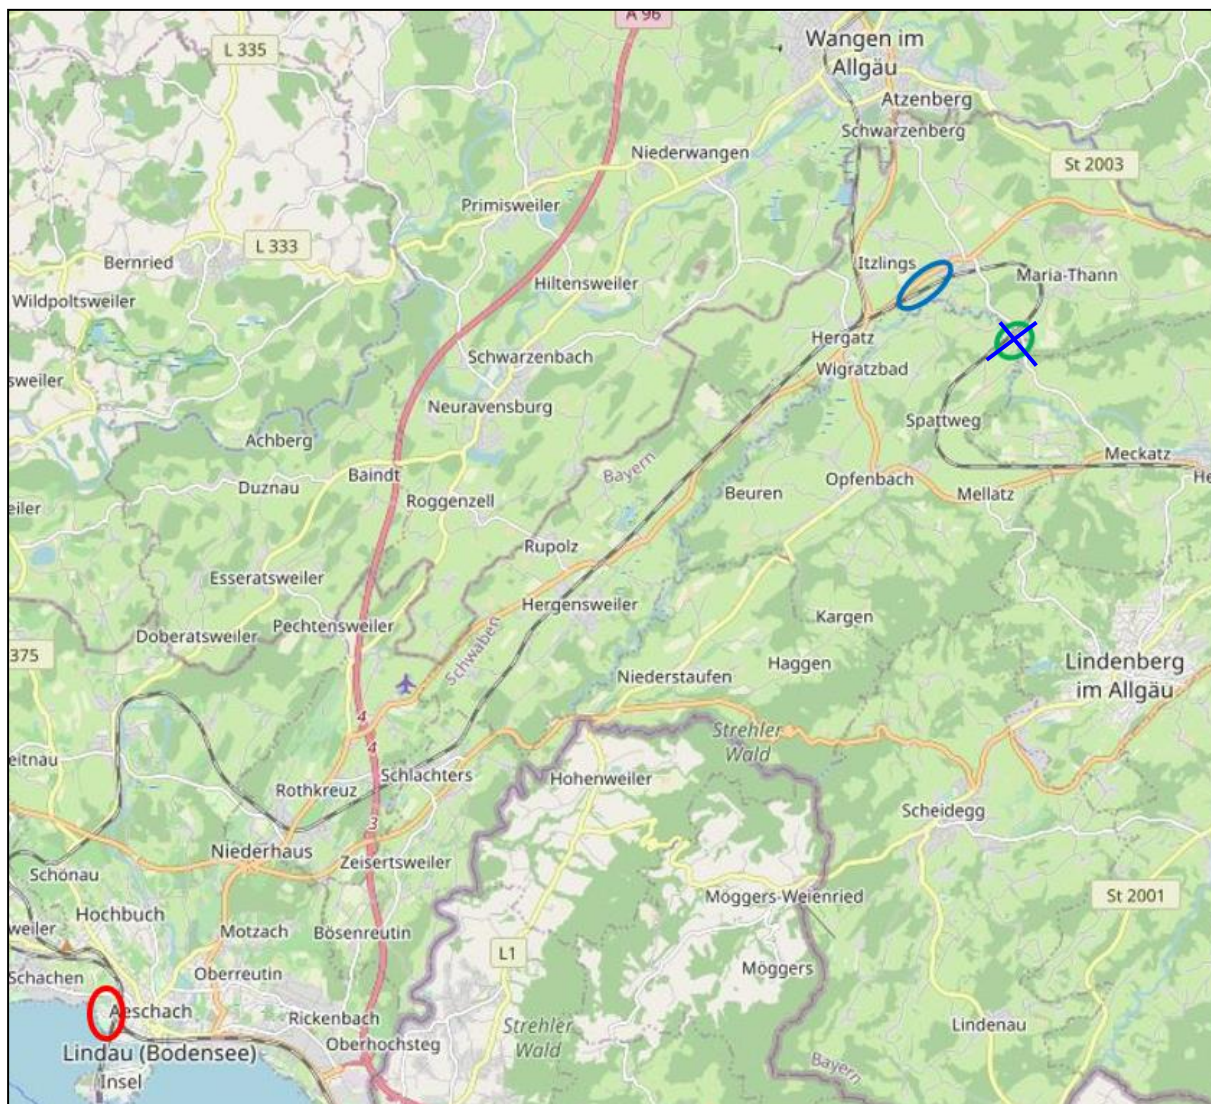 A 96
L 335
Wangen im
Allgäu
Atzenberg
Schwarzenberg
Niederwangen
St 2003
Primisweiler
L 333
Bernried
Itzlings
Maria-Thann
Hiltensweiler
Wildpoltsweiler
Hergatz
Schwarzenbach
Wigratzbad
sweiler
Neuravensburg
Spattweg
Achberg
Meckatz
Bayern
Baindt
He
Opfenbach
Duznau
Beuren
Mellatz
Roggenzell
eiler
Rupolz
Esseratsweiler
Hergensweiler
Kargen
Pechtensweiler
Doberatsweiler
Schwaben
375
Haggen
Lindenberg
im Allgäu
Niederstaufen
4
Strehler
Wald
4
eitnau
Schlachters
Hohenweiler
Rothkreuz
Scheidegg
3
Niederhaus
Zeisertsweiler
Schönau
Möggers-Weienried
St 2001
Hochbuch
weiler
Motzach
Bösenreutin
L1
Möggers
Schachen
Oberreutin
Aeschach
Rickenbach
Strehler
Wald
Lindenau
Oberhochsteg
Lindau (Bodensee)
Bayern
Insel